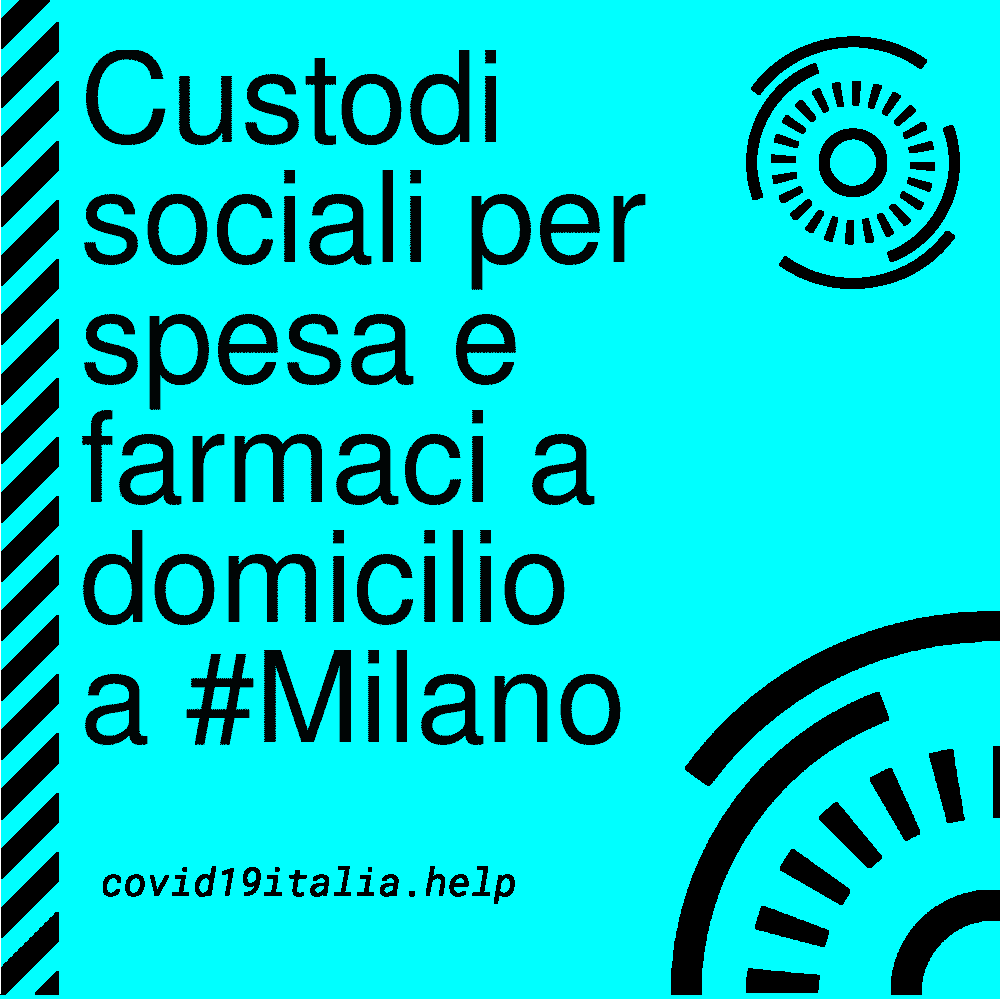 Custodi
sociali per
spesa e
farmaci a
domicilio
a #Milano
covid19italia.help